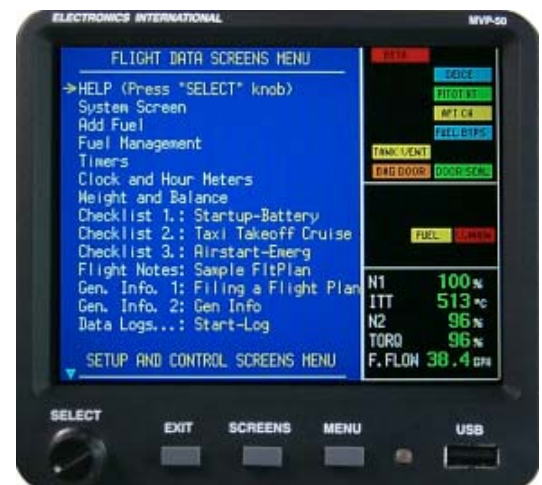 ELECTRONICS INTERNATIONAL
MVP-50
FLIGHT DATA SCREENS MENU
HELP (Press "SELECT" knob)
System Screen
Add Fuel
Fuel Management
Timers
Clock and Hour Meters
Weight and Balance
Checklist 1.: Startup-Battery
Checklist 2.: Taxi Takeoff Cruise
Checklist 3.: Airstart-Emerg
Flight Notes: Sample FltPlan
Gen. Info. 1: Filing a Flight Plan
Gen. Info. 2: Gen Info
Data Logs...: Start-Log
SETUP AND CONTROL SCREENS MENU
BETA
DEICE
PITOT HT
AFT CH
FUEL BYPS
TANK VENT
BAG DOOR DOOR SEAL
FUEL
N1 100 %
ITT 513 °C
N2 96 %
TORQ 96 %
F.FLOW 38.4 GPH
SELECT
EXIT
SCREENS
MENU
USB